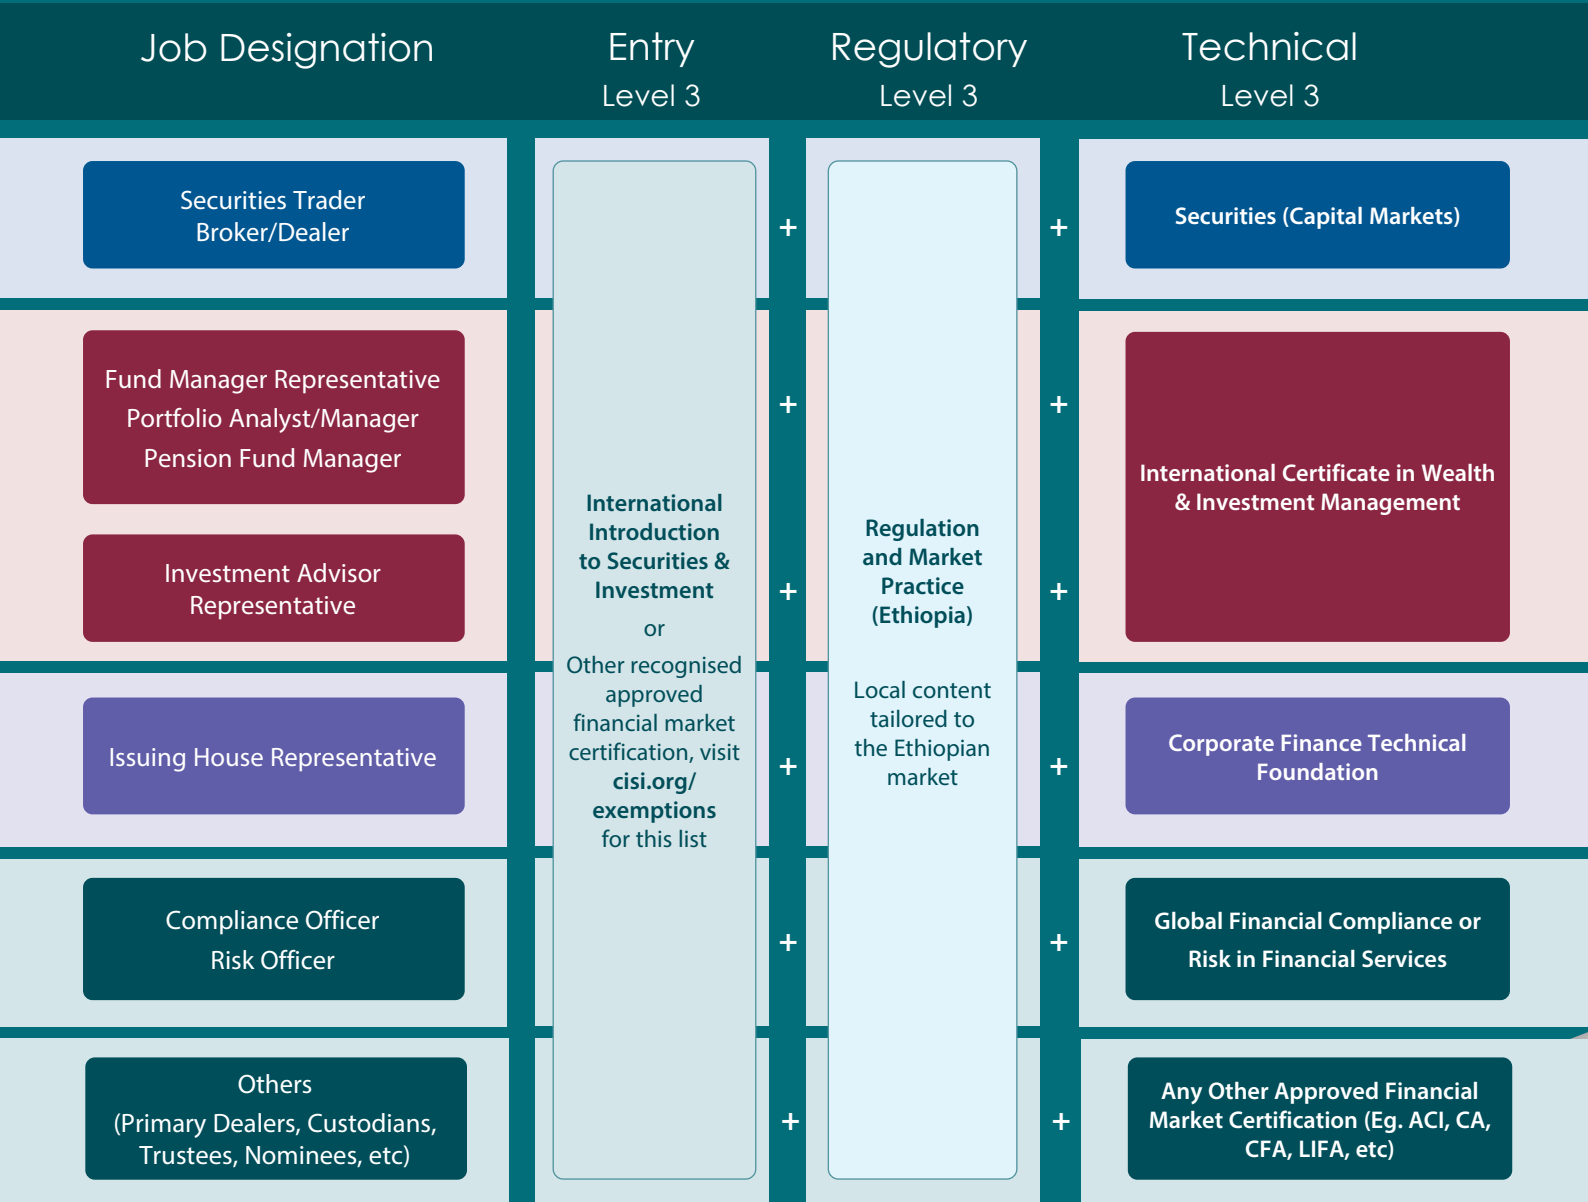 Job Designation
Entry
Level 3
Regulatory
Level 3
Technical
Level 3
Securities Trader
Broker/Dealer
+
+
Securities (Capital Markets)
Fund Manager Representative
Portfolio Analyst/Manager
Pension Fund Manager
+
+
Investment Advisor
Representative
+
+
International Certificate in Wealth
& Investment Management
International
Introduction
to Securities &
Investment
or
Other recognised
approved
financial market
certification, visit
cisi.org/
exemptions
for this list
Regulation
and Market
Practice
(Ethiopia)
Local content
tailored to
the Ethiopian
market
Issuing House Representative
+
+
Corporate Finance Technical
Foundation
Compliance Officer
Risk Officer
+
+
Global Financial Compliance or
Risk in Financial Services
Others
(Primary Dealers, Custodians,
Trustees, Nominees, etc)
+
+
Any Other Approved Financial
Market Certification (Eg. ACI, CA,
CFA, LIFA, etc)